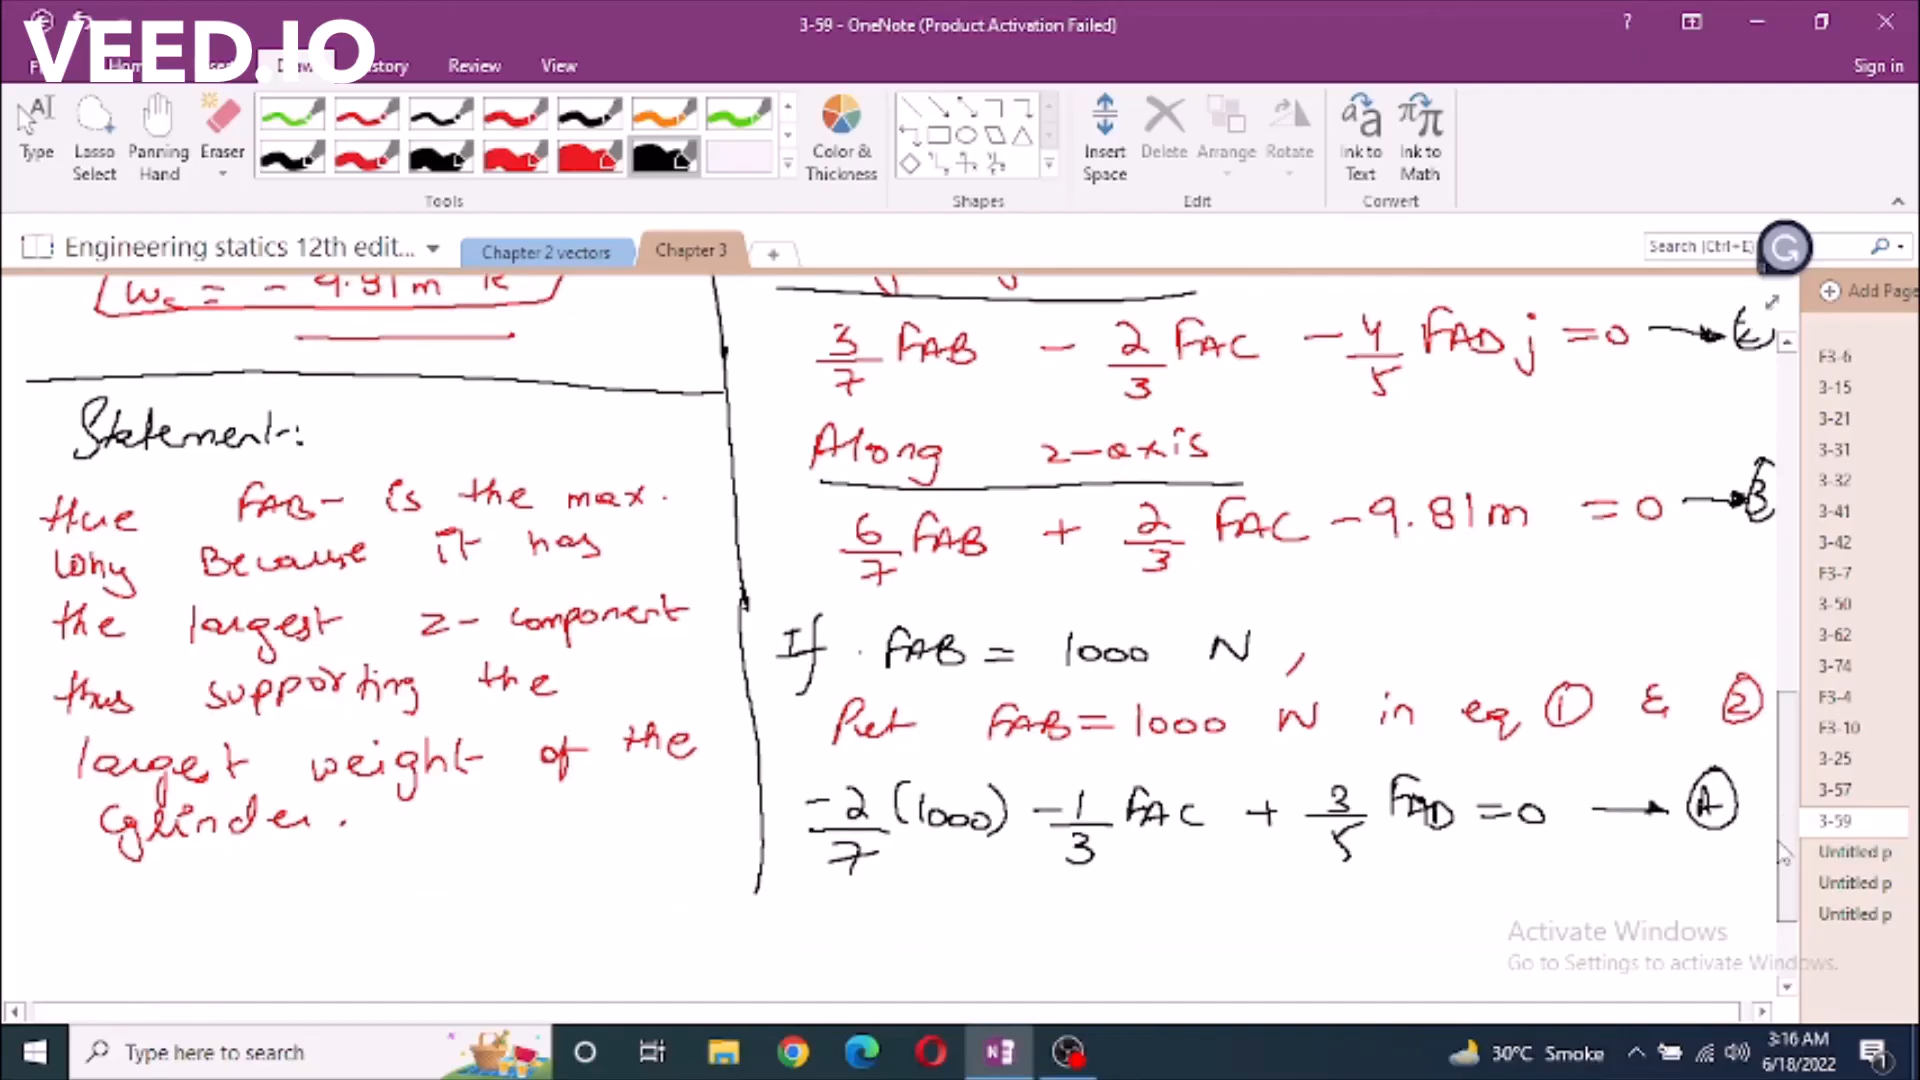 VEED.IO
3-59 - OneNote (Product Activation Failed)
?
Review
View
Sign in
Type
Lasso
Select
Panning
Hand
Eraser
Color &
Thickness
Insert
Space
Delete
Arrange
Rotate
Ink to
Text
Ink to
Math
Tools
Shapes
Edit
Convert
Engineering statics 12th edit...
Chapter 2 vectors
Chapter 3
Search (Ctrl+E)
Add Page
Wc = - 9.81m k
3/7 FAB - 2/3 FAC - 4/5 FAD j = 0
Along z-axis
6/7 FAB + 2/3 FAC - 9.81m = 0 → 3
If FAB = 1000 N,
Put FAB = 1000 N in eq ① & ②
-2/7 (1000) - 1/3 FAC + 3/5 FAD = 0 → A
Statement:
FAB - is the max.
Why Because it has
the largest z-component
thus supporting the
largest weight of the
cylinder.
F3-6
3-15
3-21
3-31
3-32
3-41
3-42
F3-7
3-50
3-62
3-74
F3-4
F3-10
3-25
3-57
3-59
Untitled p
Untitled p
Untitled p
Activate Windows
Go to Settings to activate Windows.
Type here to search
30°C Smoke
3:16 AM
6/18/2022
1